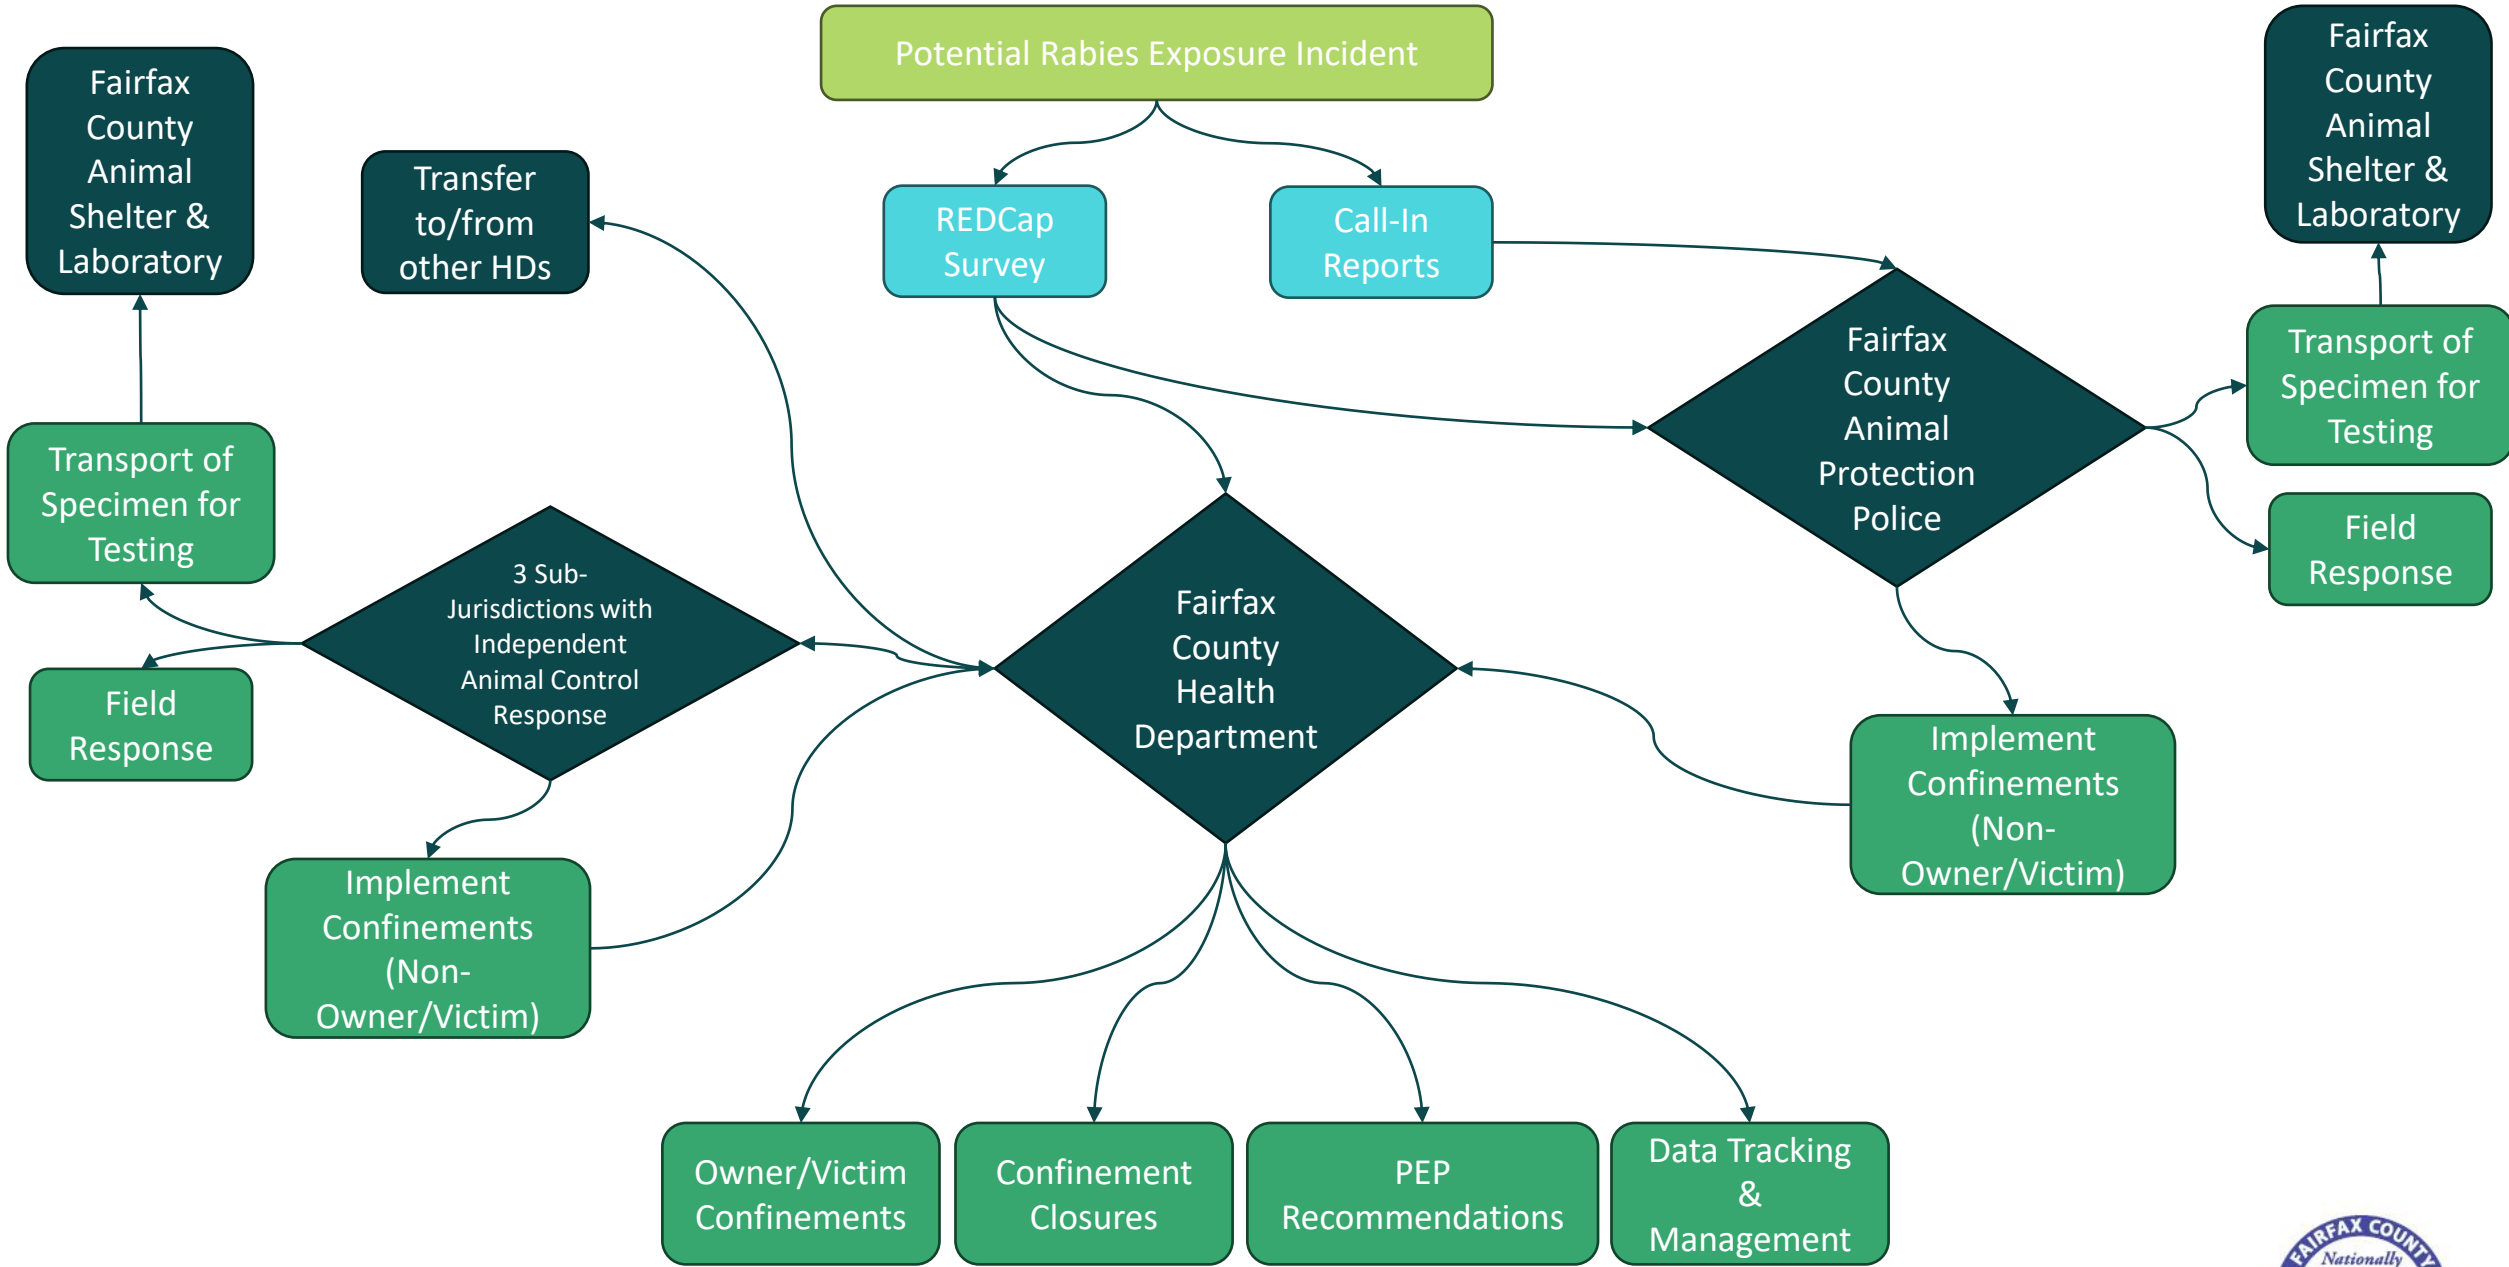 Potential Rabies Exposure Incident
Fairfax
County
Animal
Shelter &
Laboratory
Transfer
to/from
other HDs
REDCap
Survey
Call-In
Reports
Fairfax
County
Animal
Shelter &
Laboratory
Transport of
Specimen for
Testing
Field
Response
3 Sub-
Jurisdictions with
Independent
Animal Control
Response
Implement
Confinements
(Non-
Owner/Victim)
Fairfax
County
Health
Department
Fairfax
County
Animal
Protection
Police
Transport of
Specimen for
Testing
Field
Response
Implement
Confinements
(Non-
Owner/Victim)
Owner/Victim
Confinements
Confinement
Closures
PEP
Recommendations
Data Tracking
&
Management
FAIRFAX COUNTY
Nationally